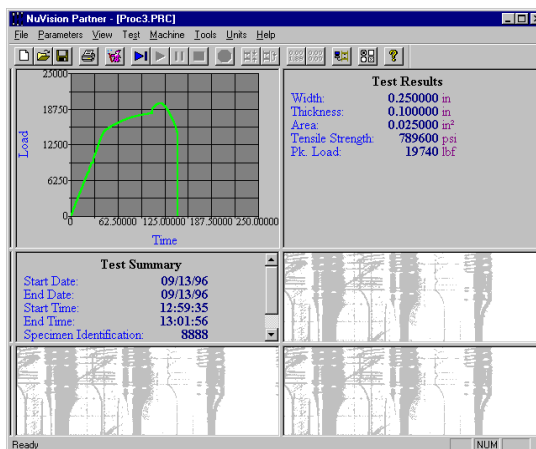 NuVision Partner - [Proc3.PRC]
File Parameters View Test Machine Tools Units Help
25000
18750
12500
6250
0
0 62.50000 125.00000 187.50000 250.00000
Load
Time
Test Results
Width: 0.250000 in
Thickness: 0.100000 in
Area: 0.025000 in²
Tensile Strength: 789600 psi
Pk. Load: 19740 lbf
Test Summary
Start Date: 09/13/96
End Date: 09/13/96
Start Time: 12:59:35
End Time: 13:01:56
Specimen Identification: 8888
Ready NUM